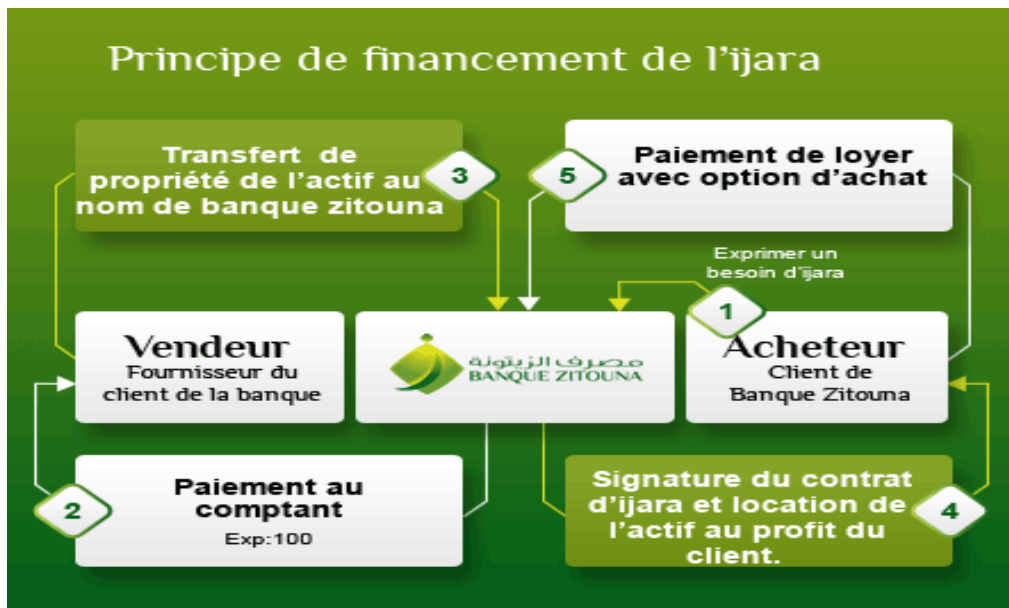 Principe de financement de l'ijara
Transfert de
propriété de l'actif au
nom de banque zitouna
3
5
Paiement de loyer
avec option d'achat
Exprimer un
besoin d'ijara
1
Vendeur
Fournisseur du
client de la banque
مصرف الزيتونة
BANQUE ZITOUNA
Acheteur
Client de
Banque Zitouna
2
Paiement au
comptant
Exp:100
Signature du contrat
d'ijara et location de
l'actif au profit du
client.
4